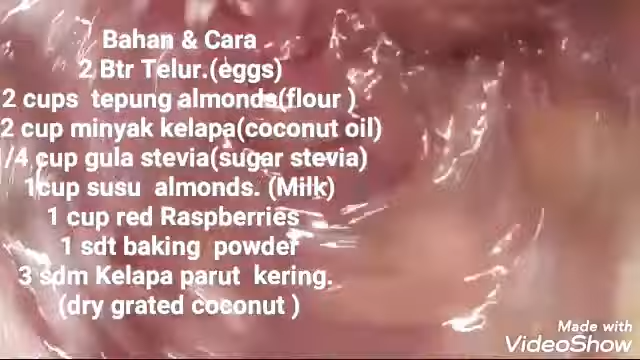 Bahan & Cara
2 Btr Telur.(eggs)
2 cups tepung almonds(flour )
2 cup minyak kelapa(coconut oil)
/4 cup gula stevia(sugar stevia)
1cup susu almonds. (Milk)
1 cup red Raspberries
1 sdt baking powder
3 sdm Kelapa parut kering.
(dry grated coconut )
Made with
VideoShow